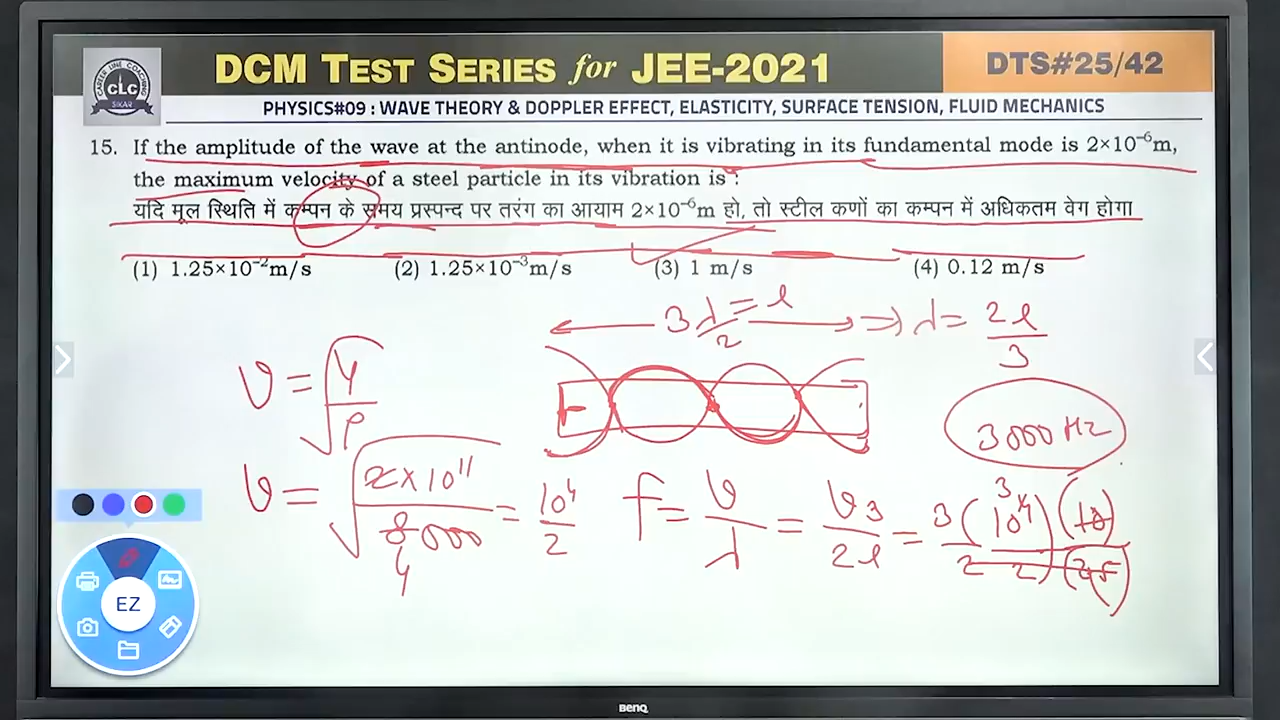 CAREER LINE COACHING
CLC
SIKAR
DCM TEST SERIES for JEE-2021
DTS#25/42
PHYSICS#09 : WAVE THEORY & DOPPLER EFFECT, ELASTICITY, SURFACE TENSION, FLUID MECHANICS
15. If the amplitude of the wave at the antinode, when it is vibrating in its fundamental mode is 2×10⁻⁶m,
the maximum velocity of a steel particle in its vibration is :
यदि मूल स्थिति में कम्पन के समय प्रस्पन्द पर तरंग का आयाम 2×10⁻⁶m हो, तो स्टील कणों का कम्पन में अधिकतम वेग होगा
(1) 1.25×10⁻²m/s (2) 1.25×10⁻³m/s (3) 1 m/s (4) 0.12 m/s
3λ/2 = l ⇒ λ = 2l/3
v = √(Y/ρ)
3000 Hz
v = √(2×10¹¹/8000) = 10⁴/2 f = v/λ = v3/2l = 3/2 (10⁴/2)
4
EZ
BenQ